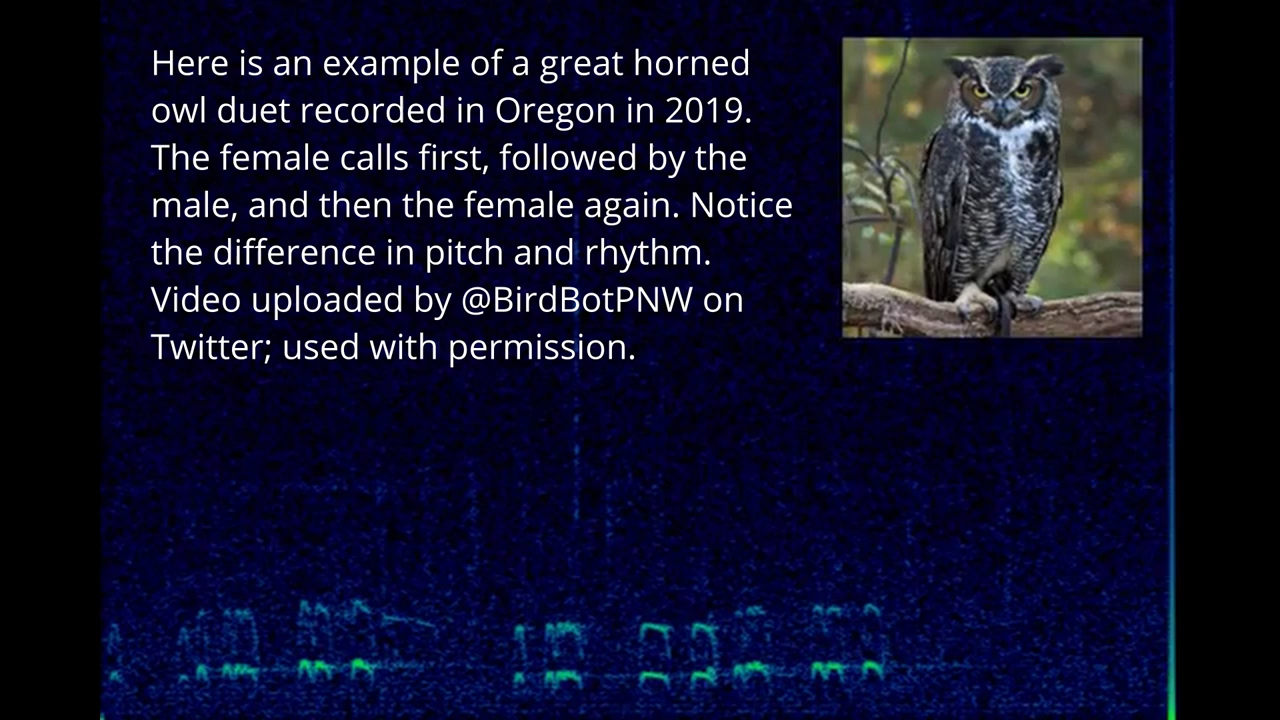 Here is an example of a great horned
owl duet recorded in Oregon in 2019.
The female calls first, followed by the
male, and then the female again. Notice
the difference in pitch and rhythm.
Video uploaded by @BirdBotPNW on
Twitter; used with permission.